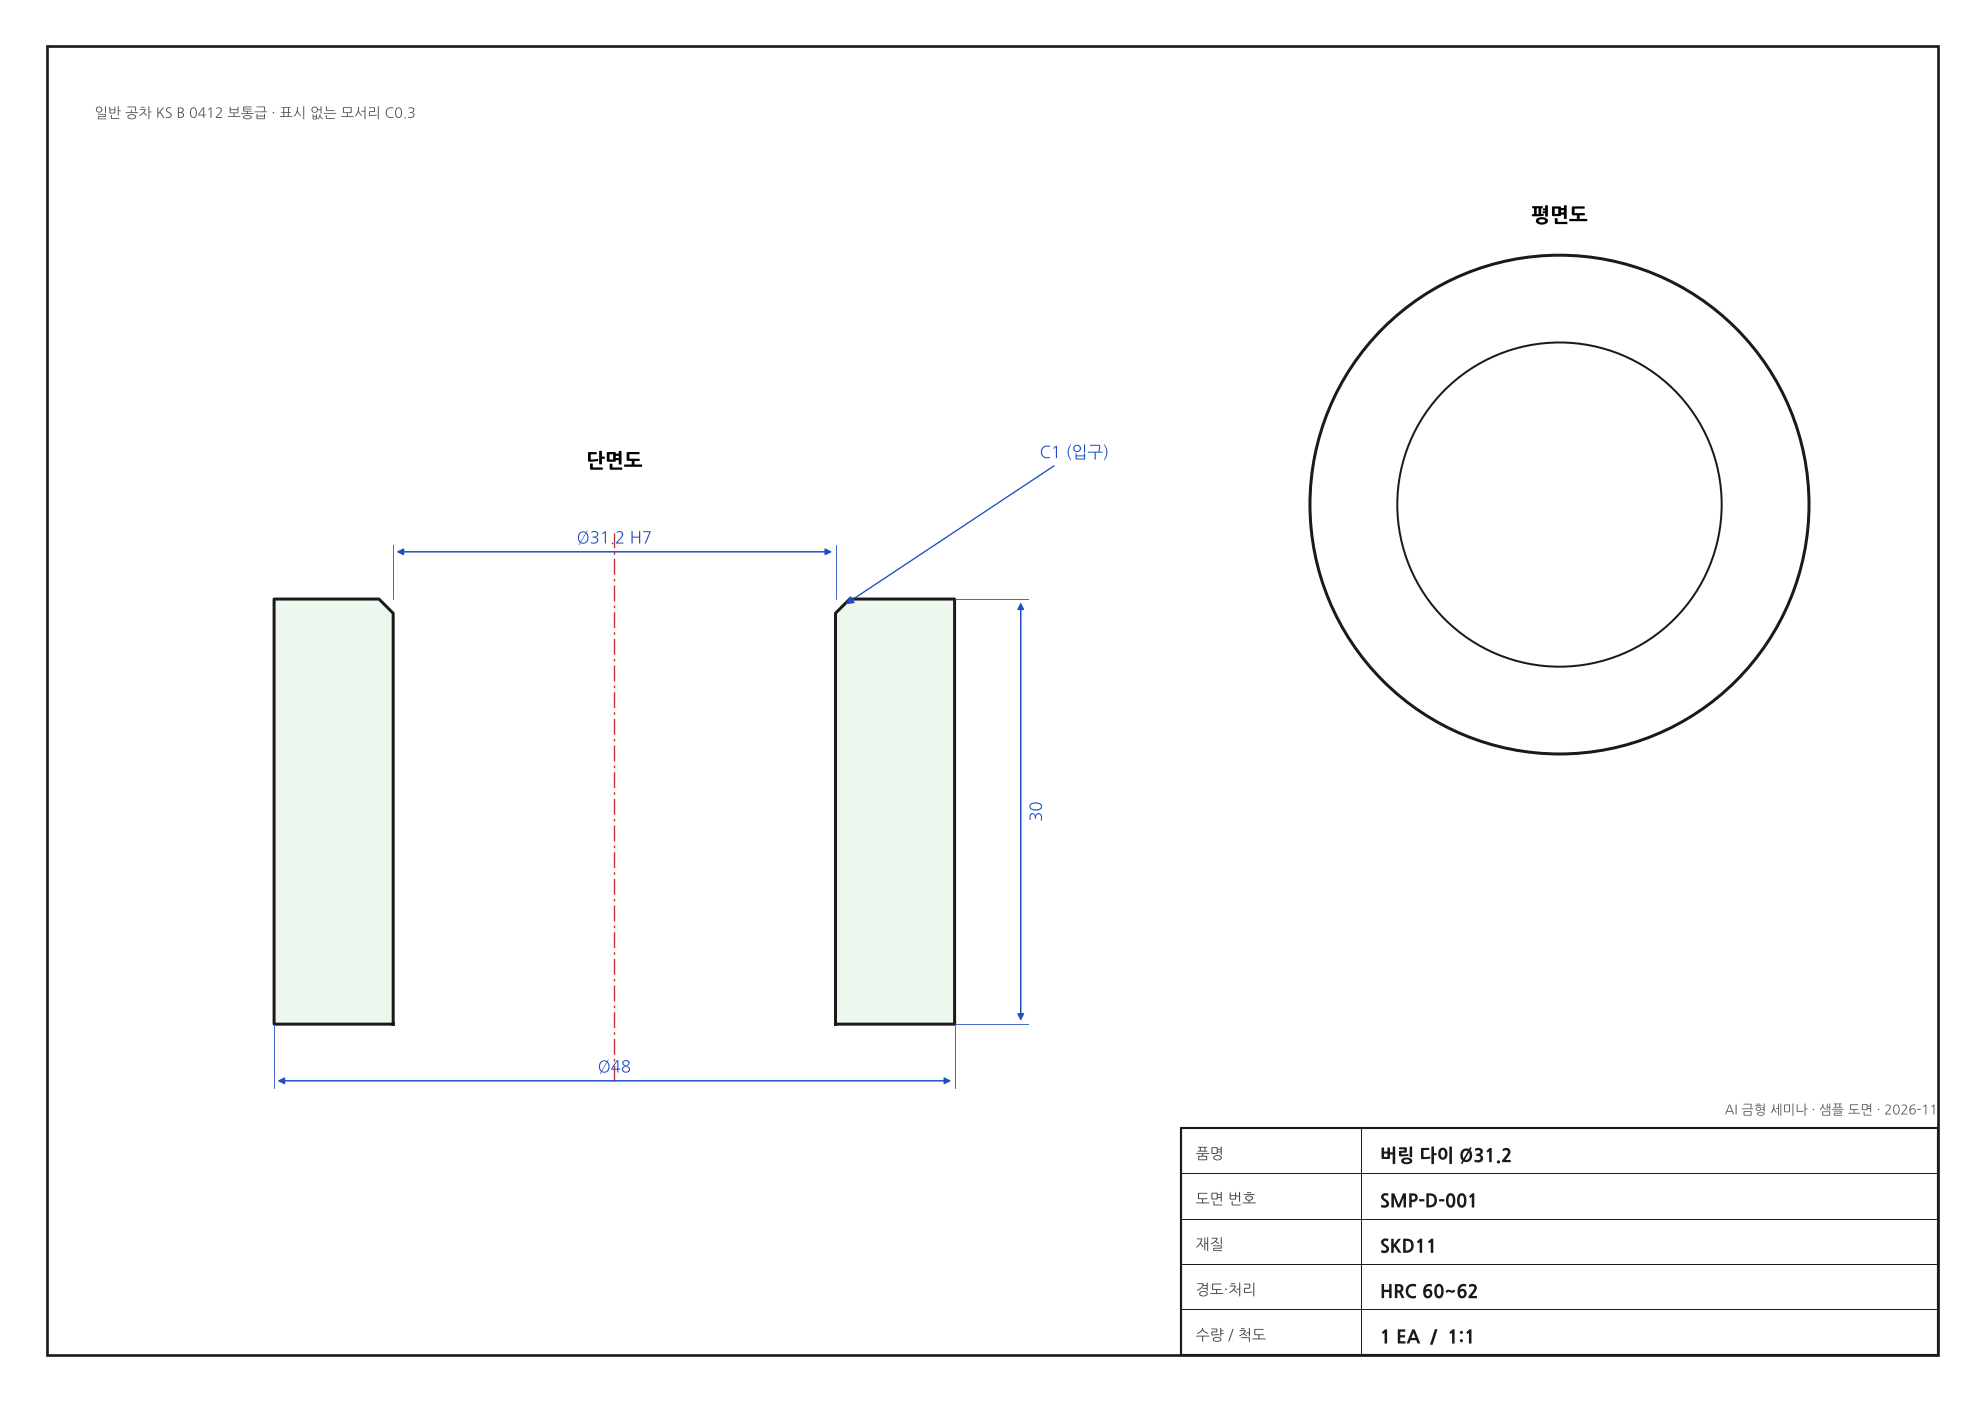 일반 공차 KS B 0412 보통급 · 표시 없는 모서리 C0.3
평면도
단면도
C1 (입구)
Ø31.2 H7
30
Ø48
AI 금형 세미나 · 샘플 도면 · 2026-11
품명 버링 다이 Ø31.2
도면 번호 SMP-D-001
재질 SKD11
경도·처리 HRC 60~62
수량 / 척도 1 EA / 1:1